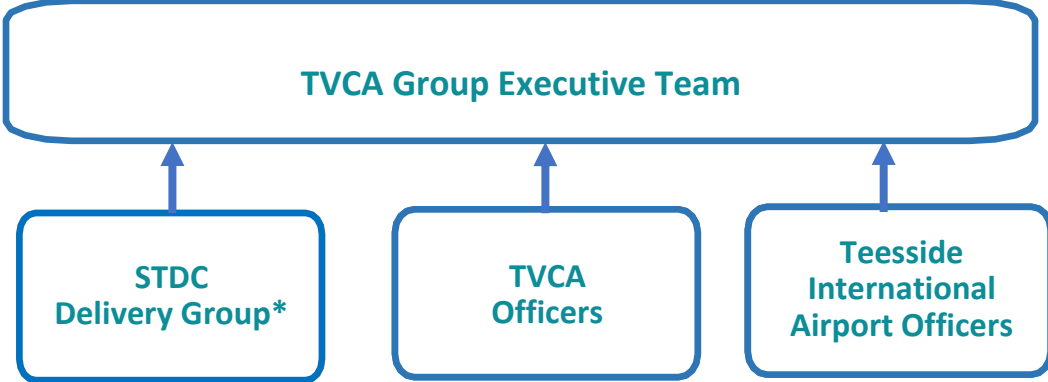 TVCA Group Executive Team
STDC
Delivery Group*
TVCA
Officers
Teesside
International
Airport Officers